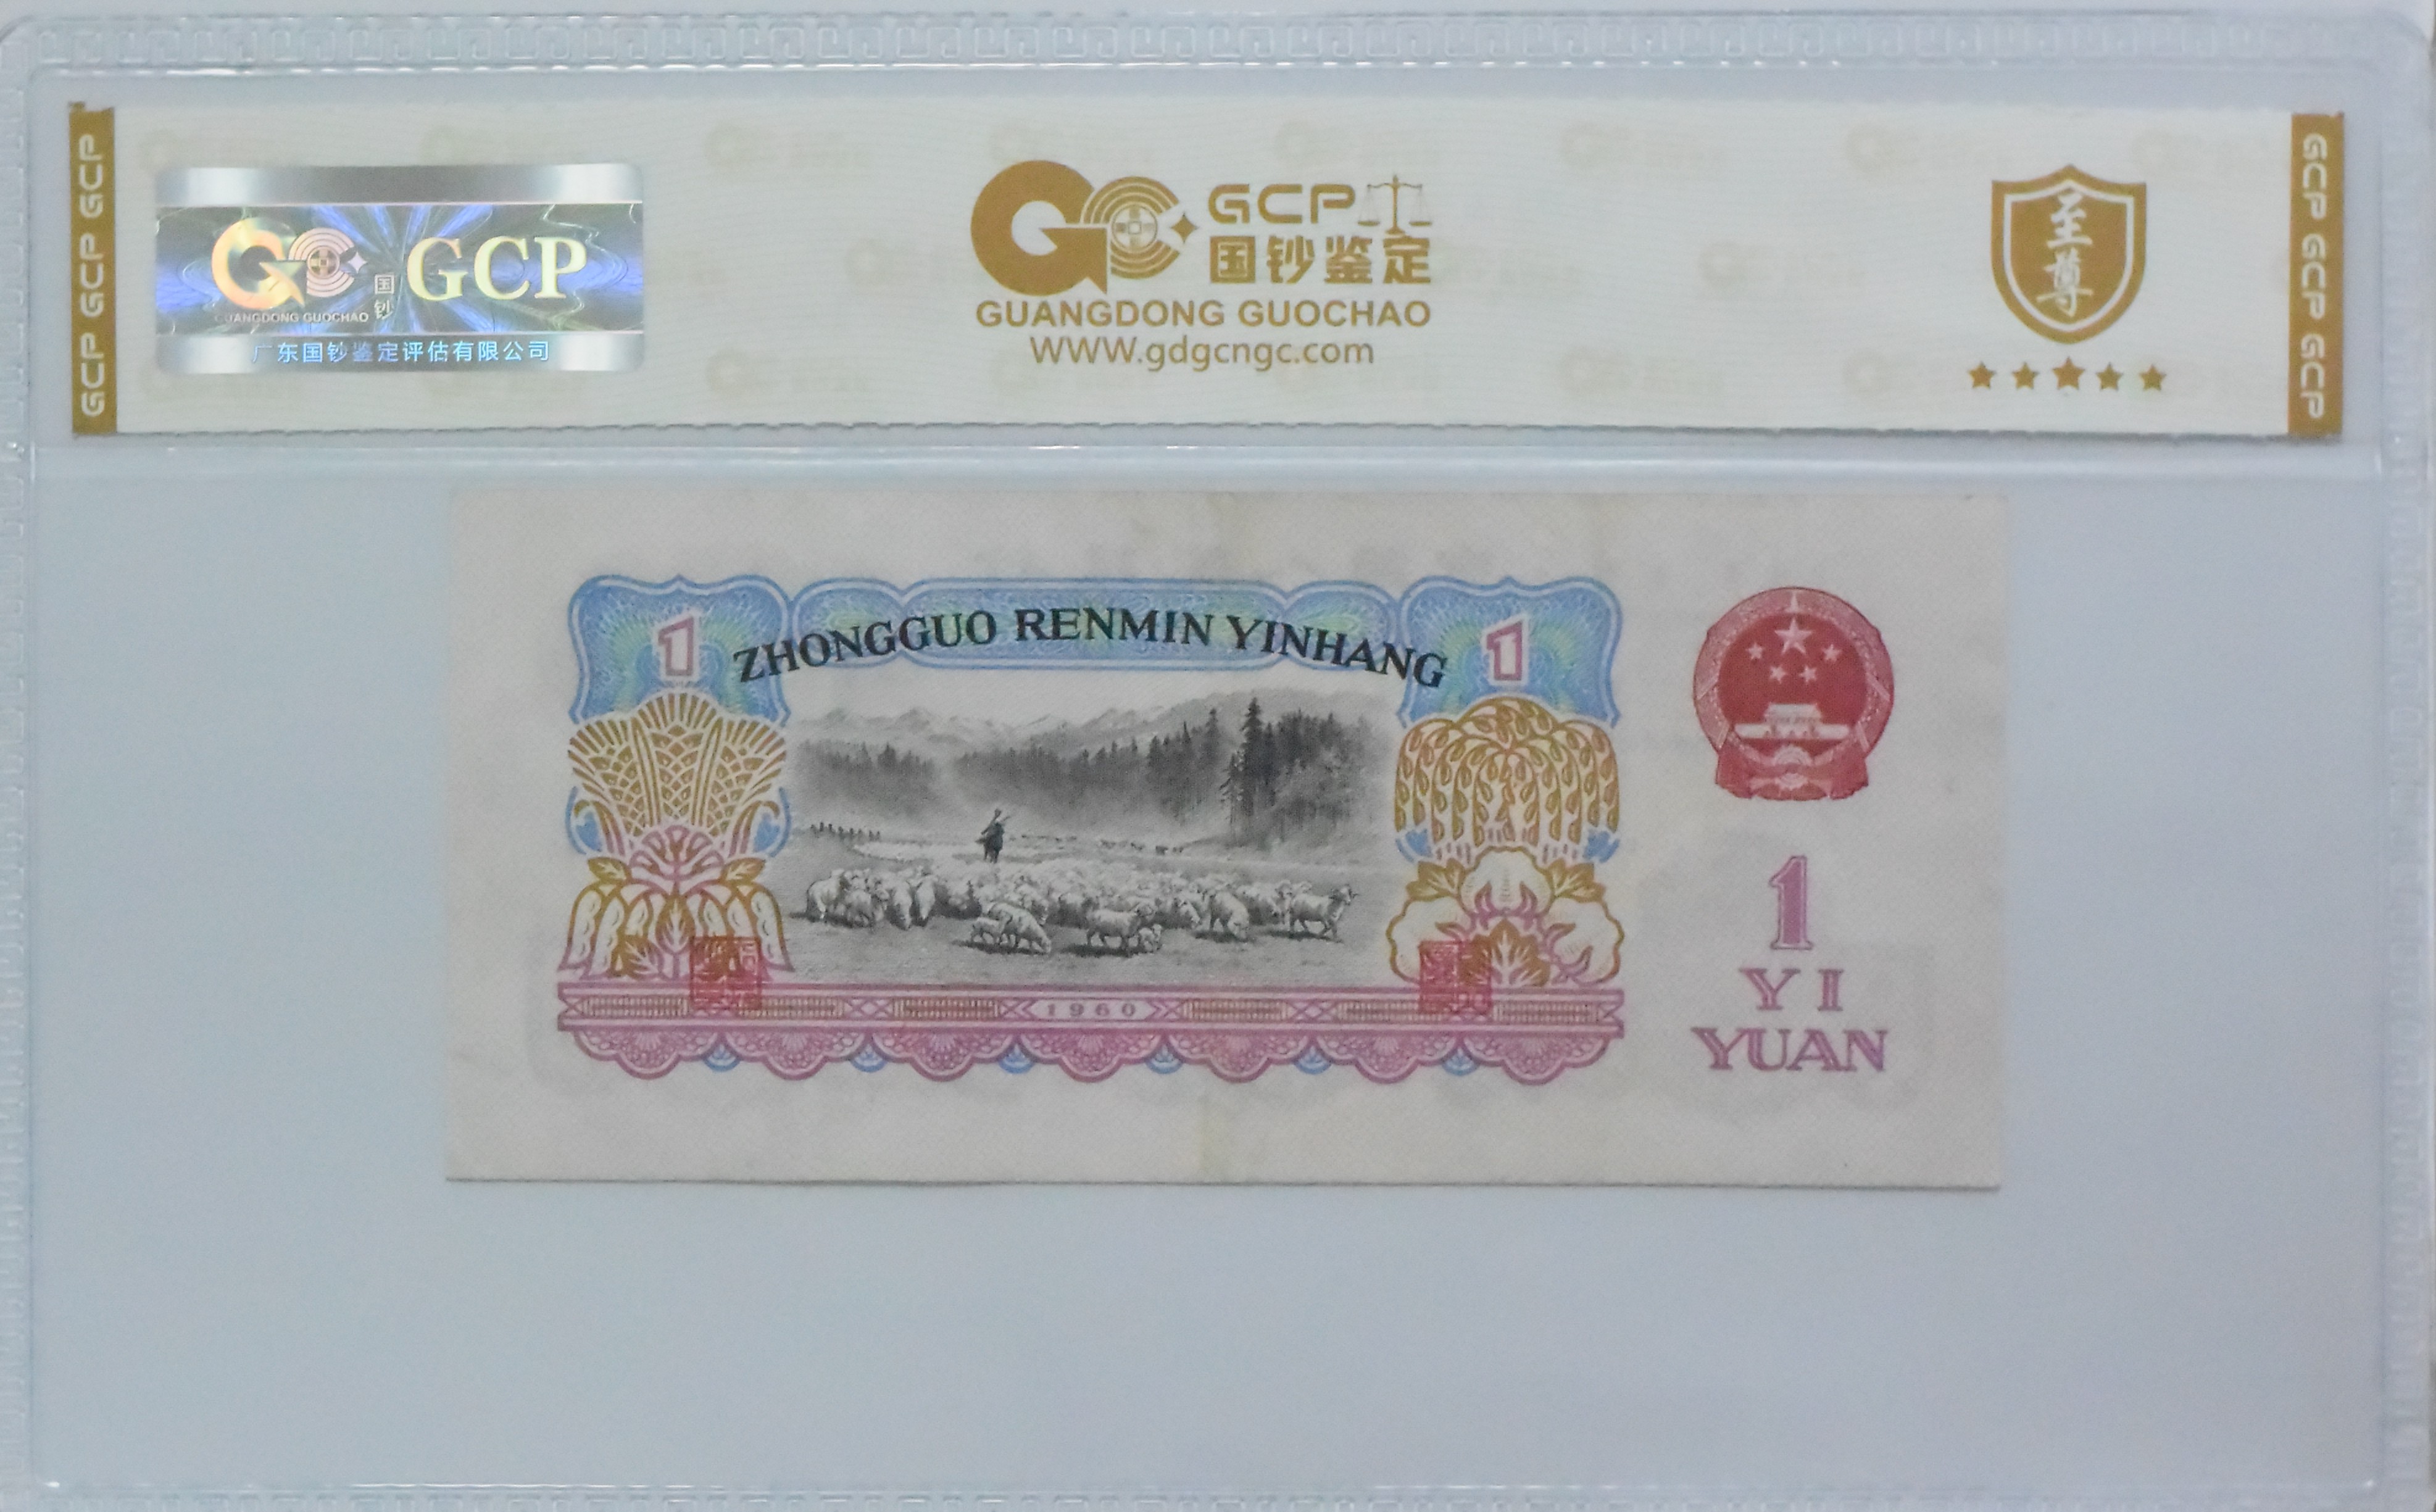 GCP GCP GCP
GCP
国钞
GUANGDONG GUOCHAO
广东国钞鉴定评估有限公司
GCP
国钞鉴定
GUANGDONG GUOCHAO
WWW.gdgcngc.com
至尊
GCP GCP GCP
ZHONGGUO RENMIN YINHANG
1
1
1960
1
YI
YUAN